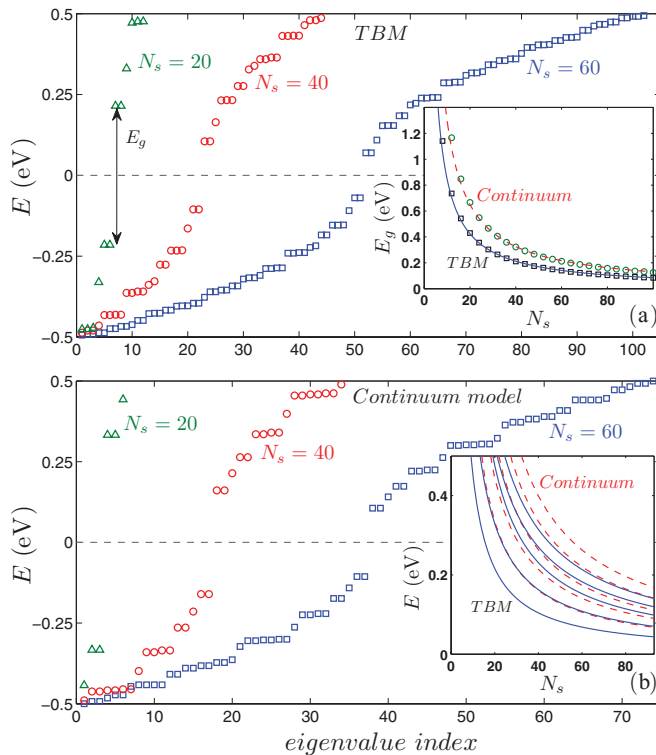 0.5
0.25
0
-0.25
-0.5
E (eV)
TBM
N_s = 20
N_s = 40
N_s = 60
E_g
0 10 20 30 40 50 60 70 80 90 100
1.2
1
0.8
0.6
0.4
0.2
0
E_g (eV)
Continuum
TBM
0 20 40 60 80
N_s
(a)
0.5
0.25
0
-0.25
-0.5
E (eV)
Continuum model
N_s = 20
N_s = 40
N_s = 60
0.4
0.2
0
E (eV)
Continuum
TBM
0 20 40 60 80
N_s
(b)
0 10 20 30 40 50 60 70
eigenvalue index